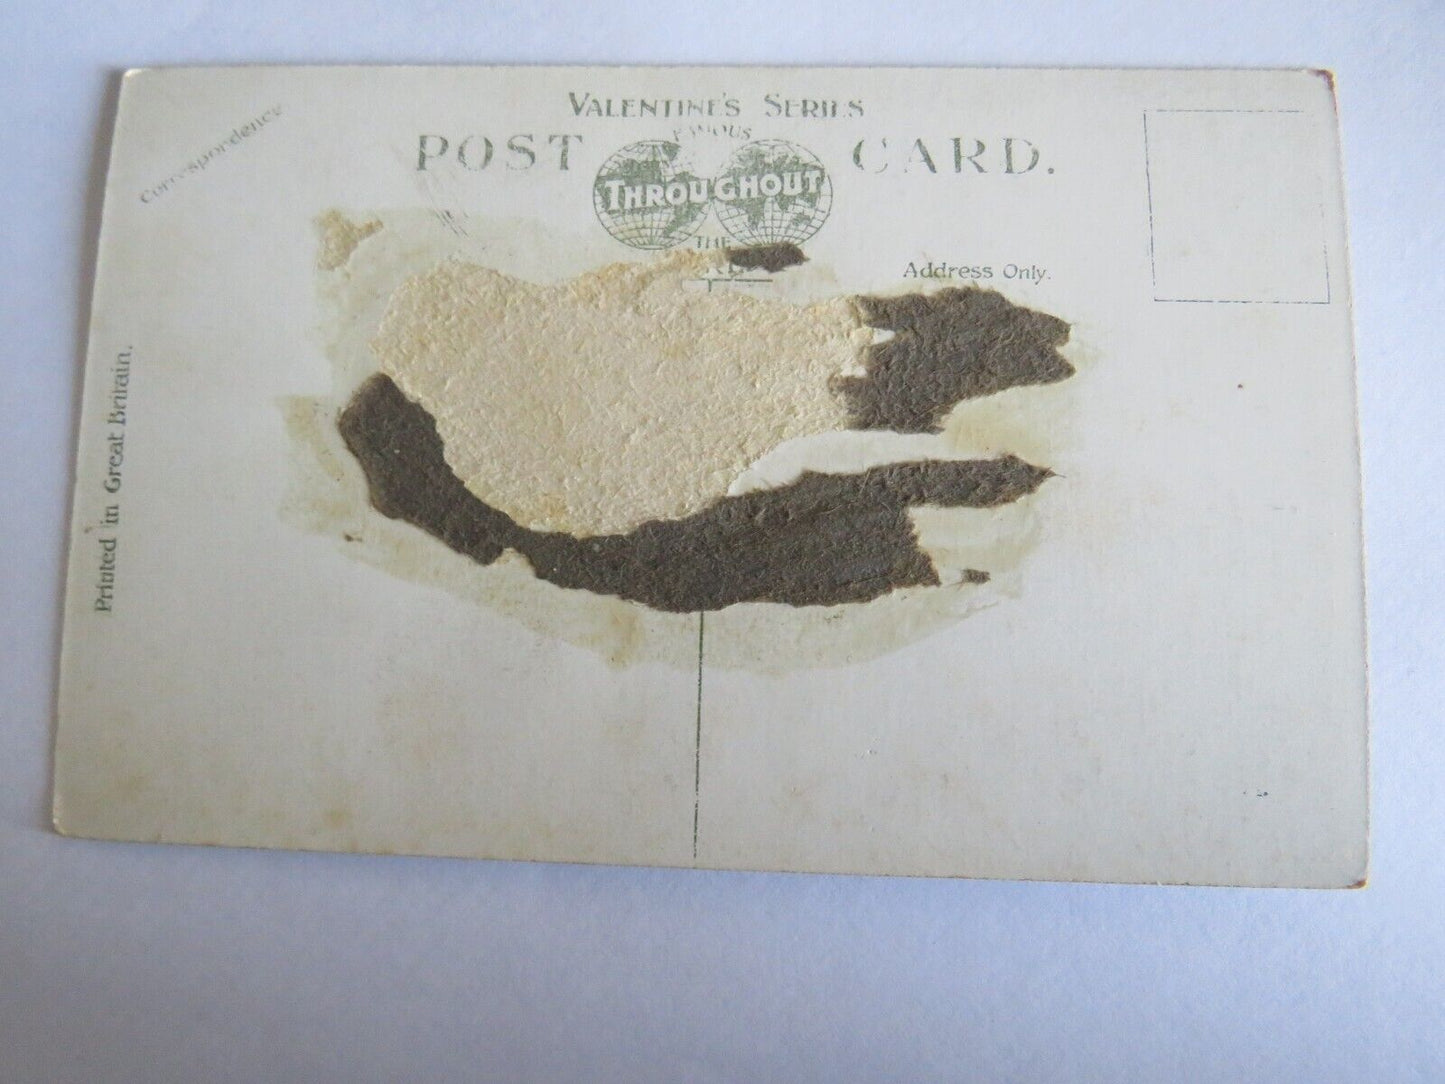 VALENTINE'S SERIES
FAMOUS
POST CARD.
THROUGHOUT
THE
Correspondence
Address Only.
Printed in Great Britain.